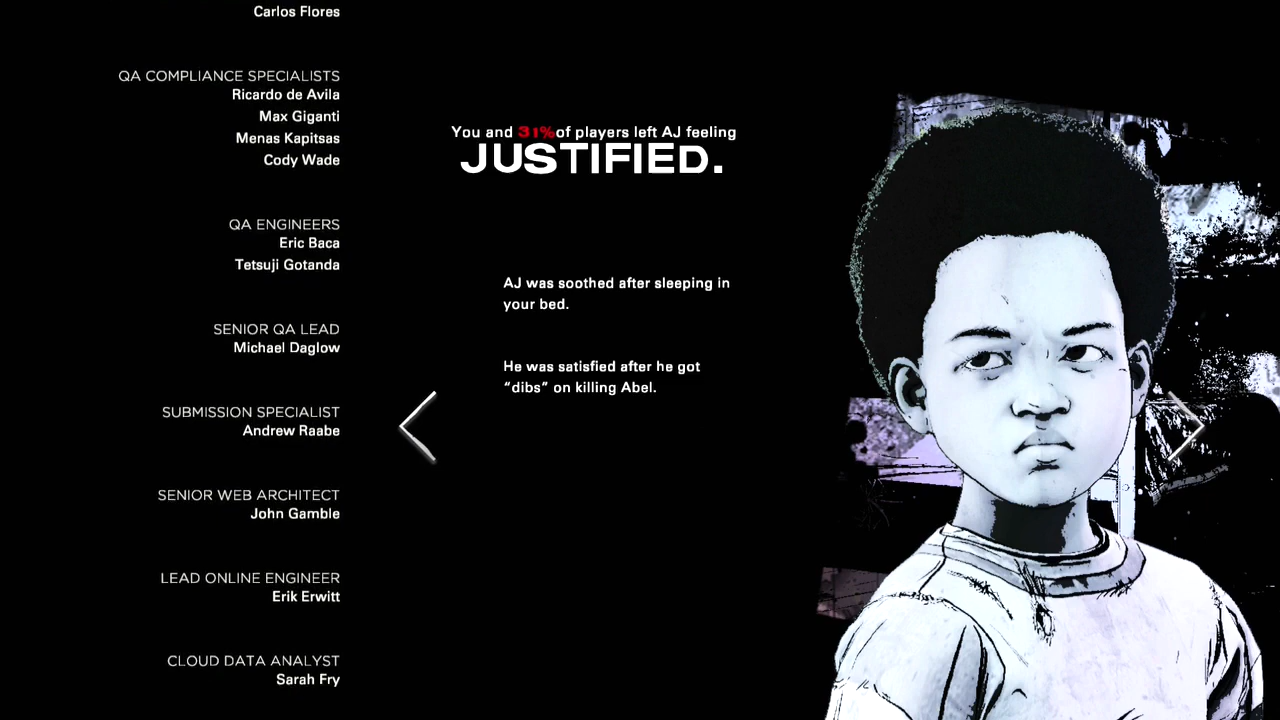 Carlos Flores
QA COMPLIANCE SPECIALISTS
Ricardo de Avila
Max Giganti
Menas Kapitsas
Cody Wade
QA ENGINEERS
Eric Baca
Tetsuji Gotanda
SENIOR QA LEAD
Michael Daglow
SUBMISSION SPECIALIST
Andrew Raabe
SENIOR WEB ARCHITECT
John Gamble
LEAD ONLINE ENGINEER
Erik Erwitt
CLOUD DATA ANALYST
Sarah Fry
You and 31% of players left AJ feeling
JUSTIFIED.
AJ was soothed after sleeping in
your bed.
He was satisfied after he got
“dibs” on killing Abel.